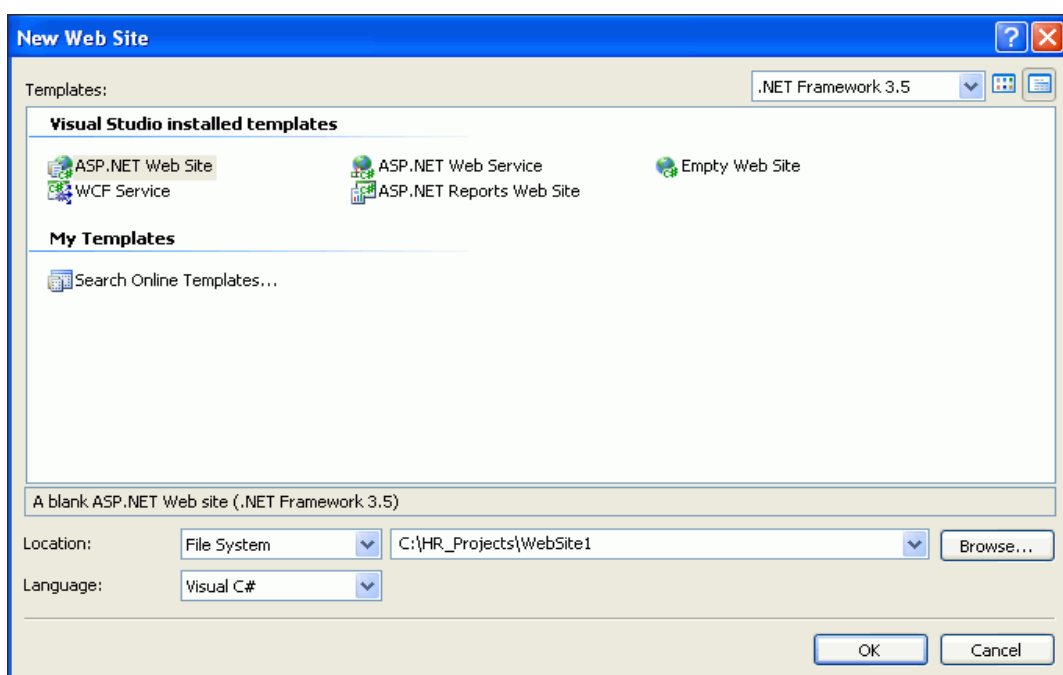 New Web Site
Templates:
.NET Framework 3.5
Visual Studio installed templates
ASP.NET Web Site ASP.NET Web Service Empty Web Site
WCF Service ASP.NET Reports Web Site
My Templates
Search Online Templates...
A blank ASP.NET Web site (.NET Framework 3.5)
Location: File System C:\HR_Projects\WebSite1 Browse...
Language: Visual C#
OK Cancel